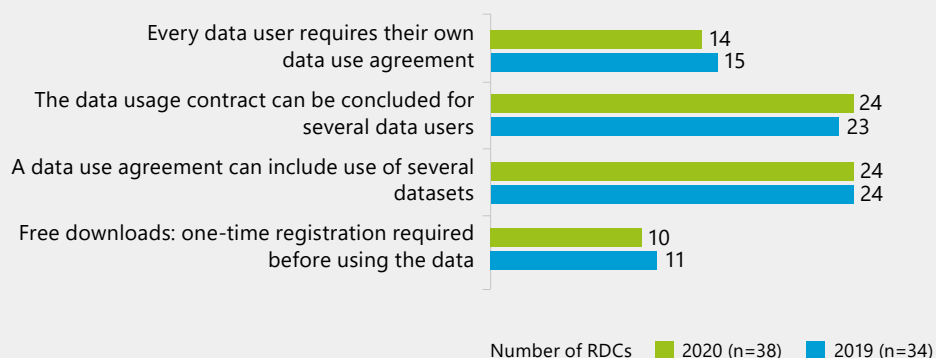 Every data user requires their own
data use agreement
14
15
The data usage contract can be concluded for
several data users
24
23
A data use agreement can include use of several
datasets
24
24
Free downloads: one-time registration required
before using the data
10
11
Number of RDCs 2020 (n=38) 2019 (n=34)